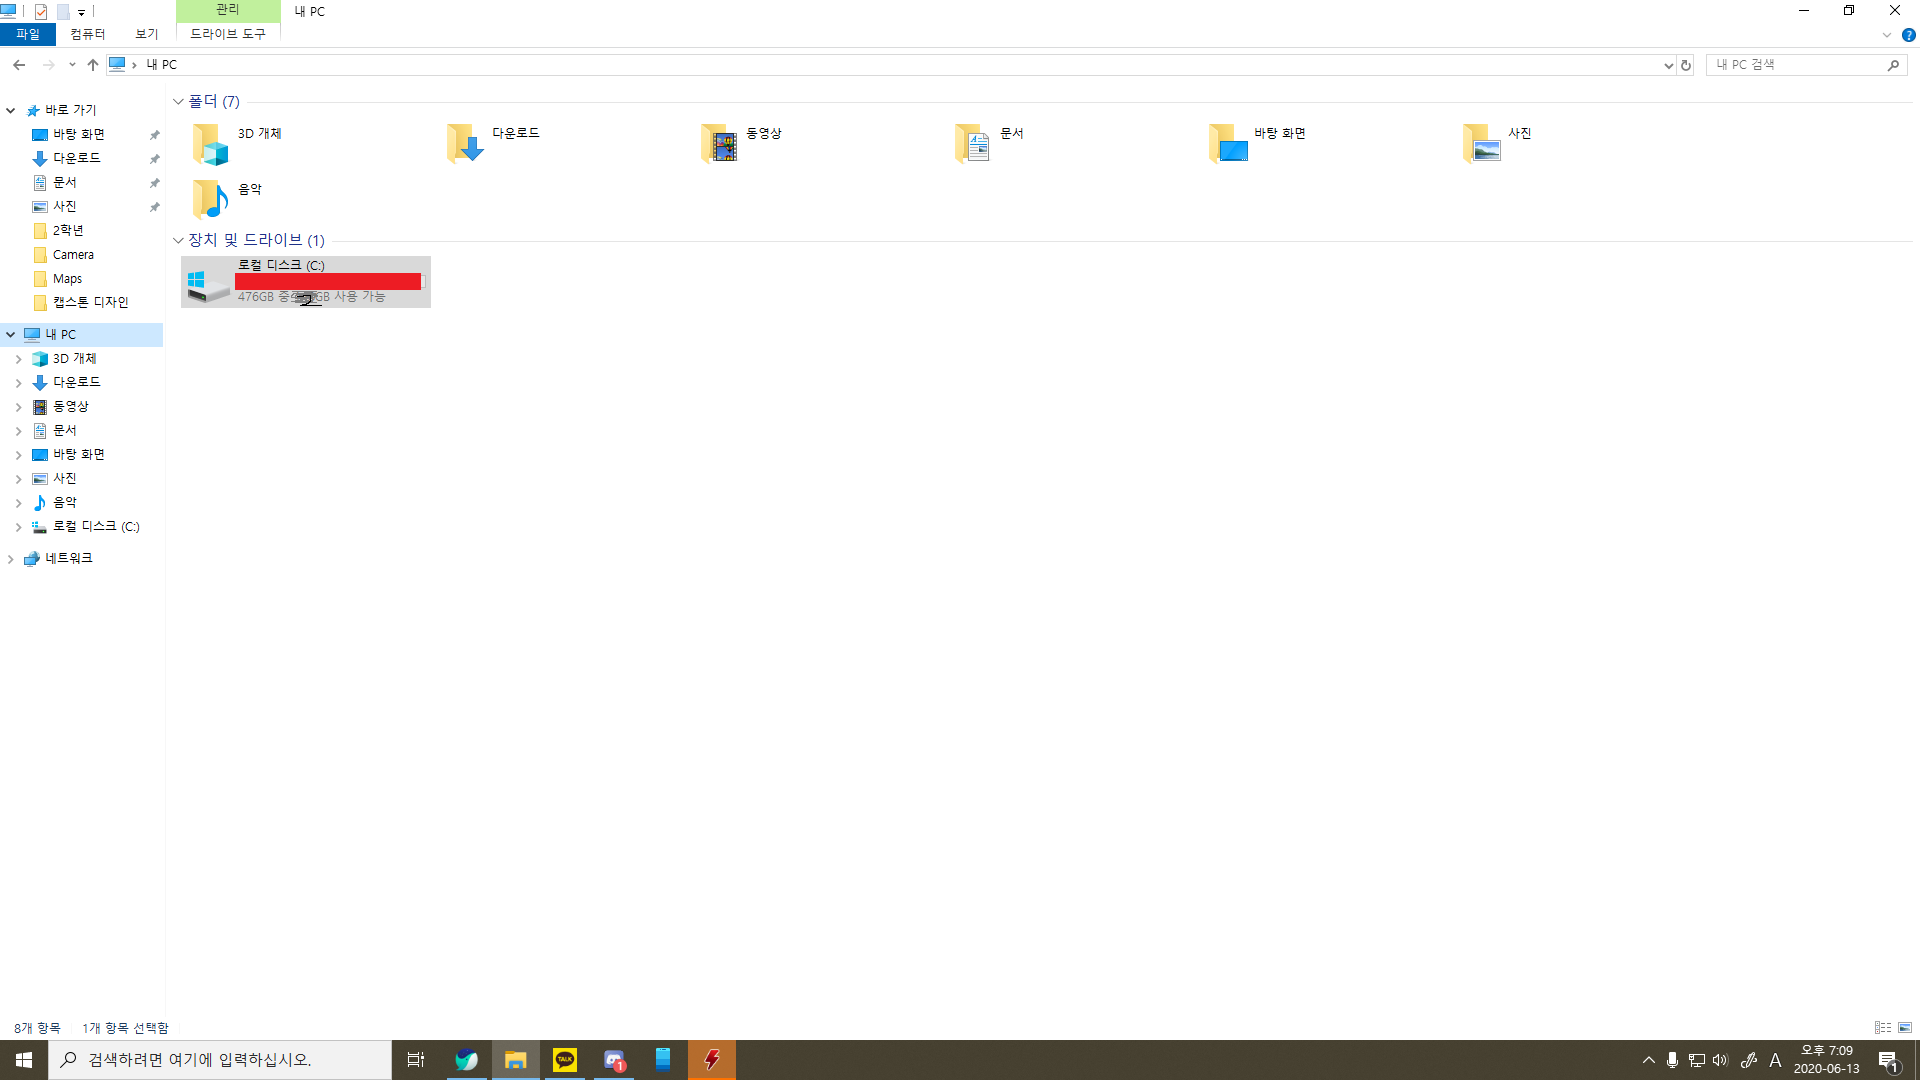 관리
내 PC
파일
컴퓨터
보기
드라이브 도구
내 PC
내 PC 검색
바로 가기
바탕 화면
다운로드
문서
사진
2학년
Camera
Maps
캡스톤 디자인
내 PC
3D 개체
다운로드
동영상
문서
바탕 화면
사진
음악
로컬 디스크 (C:)
네트워크
폴더 (7)
3D 개체
다운로드
동영상
문서
바탕 화면
사진
음악
장치 및 드라이브 (1)
로컬 디스크 (C:)
476GB 중 GB 사용 가능
8개 항목
1개 항목 선택함
검색하려면 여기에 입력하십시오.
TALK
1
A
오후 7:09
2020-06-13
1